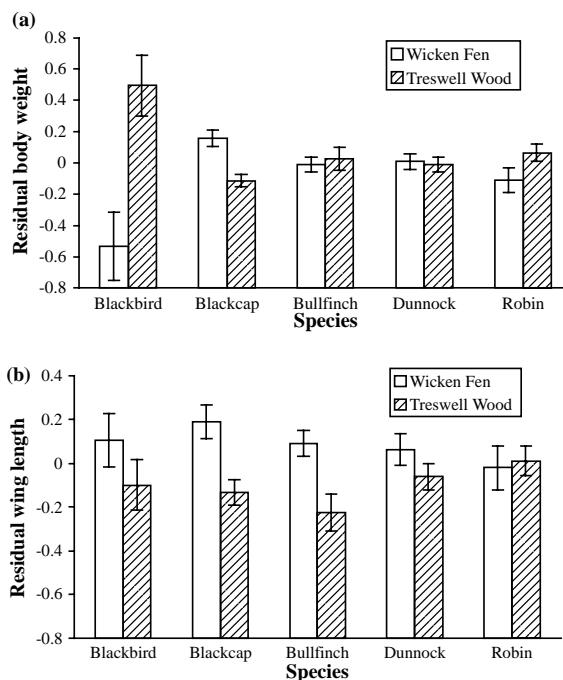 (a)
Residual body weight
0.8
0.6
0.4
0.2
0
-0.2
-0.4
-0.6
-0.8
Wicken Fen
Treswell Wood
Blackbird Blackcap Bullfinch Dunnock Robin
Species
(b)
Residual wing length
0.4
0.2
0
-0.2
-0.4
-0.6
-0.8
Wicken Fen
Treswell Wood
Blackbird Blackcap Bullfinch Dunnock Robin
Species